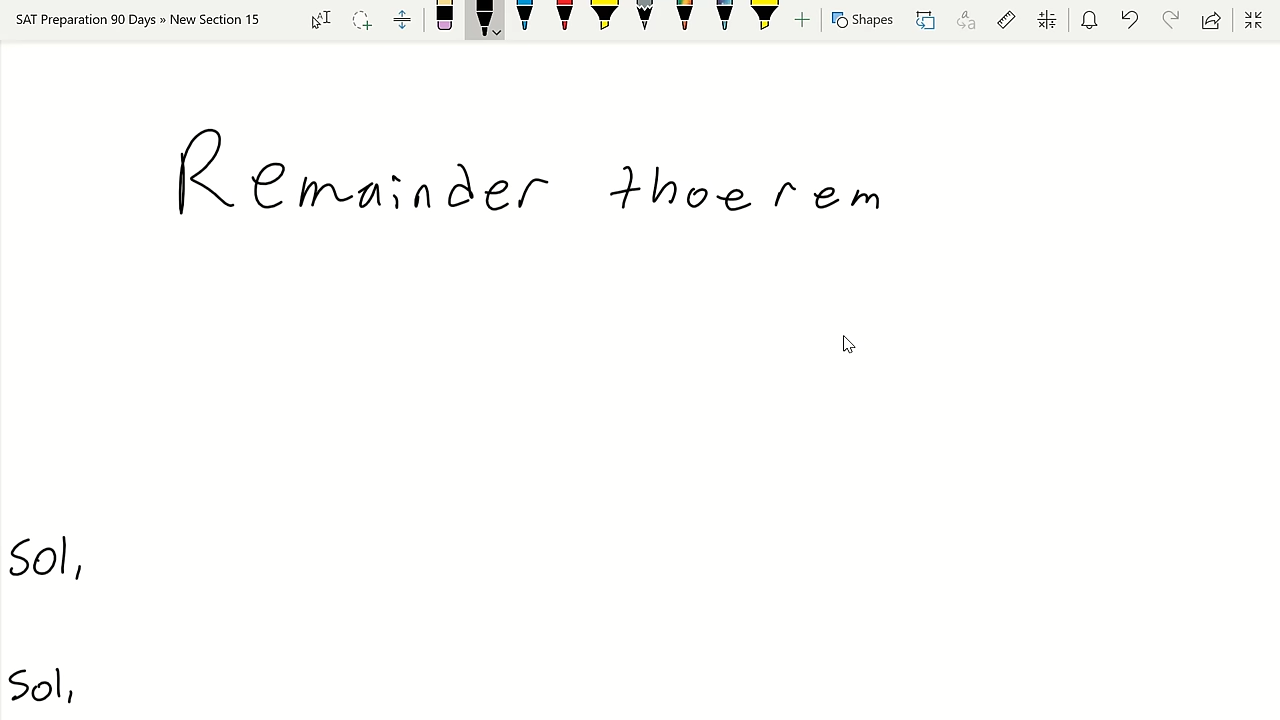 SAT Preparation 90 Days » New Section 15
Shapes
Remainder thoerem
Sol,
Sol,